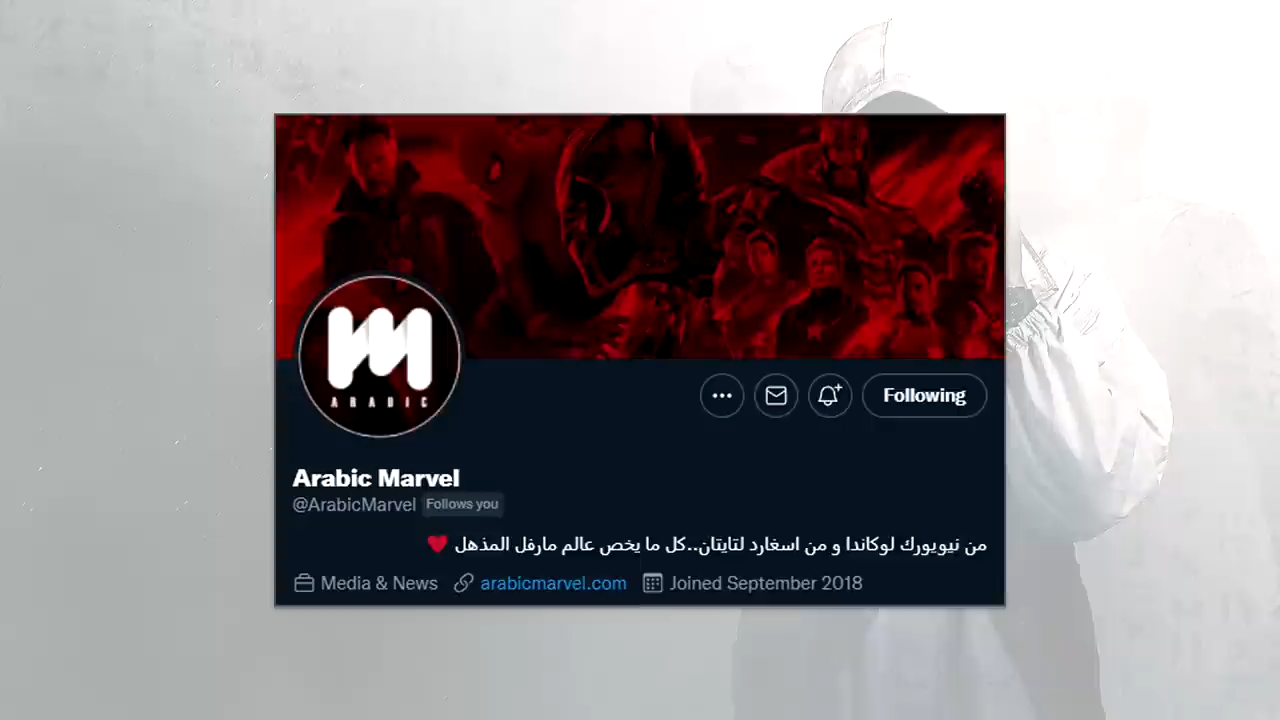 ARABIC
Following
Arabic Marvel
@ArabicMarvel Follows you
من نيويورك لوكاندا و من اسغارد لتايتان..كل ما يخص عالم مارفل المذهل ♥
Media & News arabicmarvel.com Joined September 2018